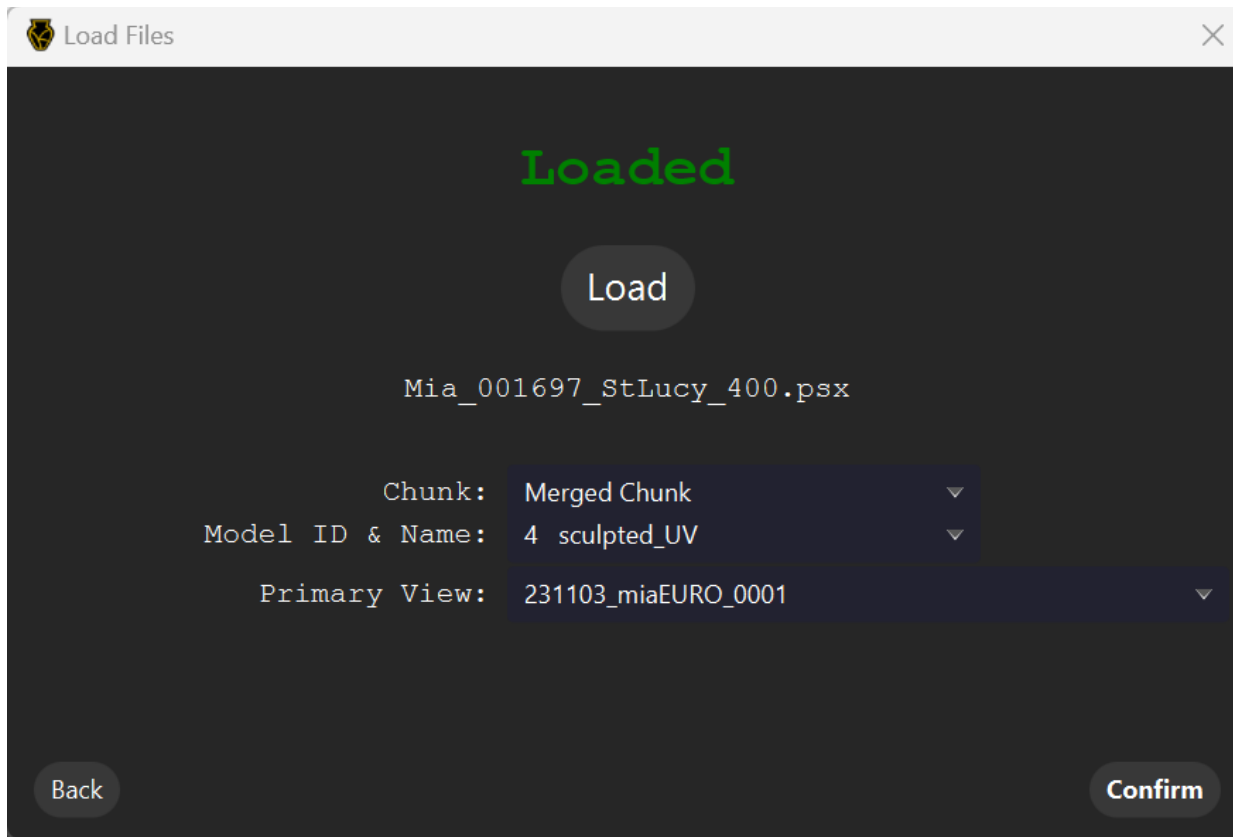 Load Files
Loaded
Load
Mia_001697_StLucy_400.psx
Chunk: Merged Chunk
Model ID & Name: 4 sculpted_UV
Primary View: 231103_miaEURO_0001
Back Confirm